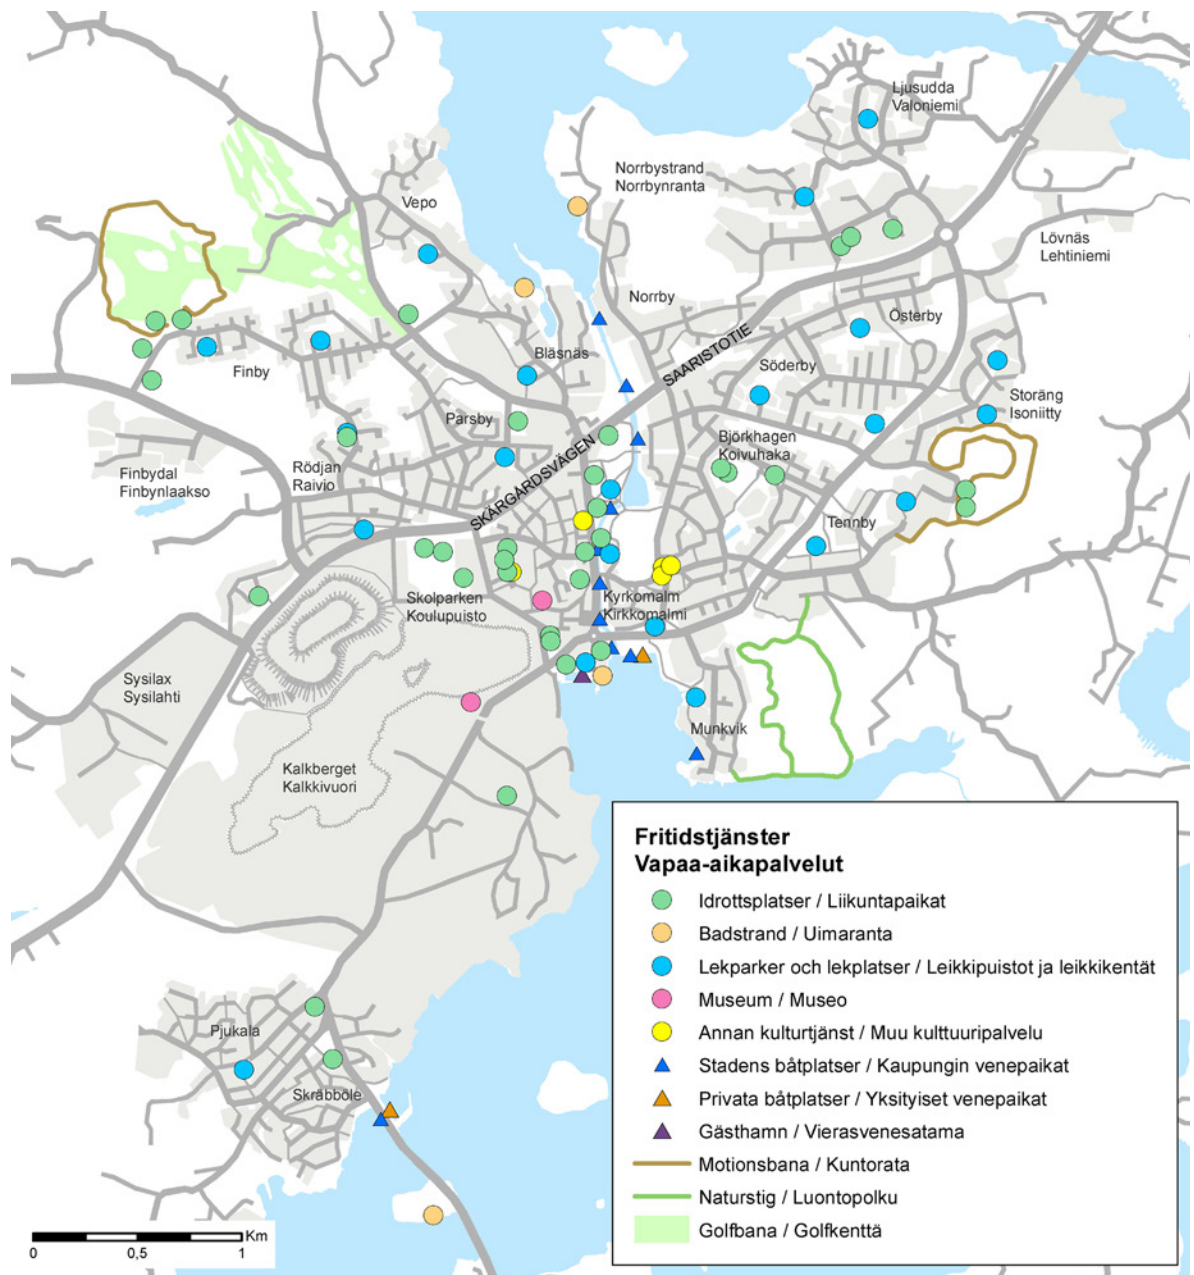 Ljusudda
Valoniemi
Norrbystrand
Norrbynranta
Vepo
Lövnäs
Lehtiniemi
Norrby
Österby
SAARISTOTIE
Bläsnäs
Finby
Söderby
Storäng
Isoniitty
Parsby
Björkhagen
Koivuhaka
SKÄRGÅRDSVÄGEN
Finbydal
Finbynlaakso
Rödjan
Raivio
Tennby
Skolparken
Koulupuisto
Kyrkomalm
Kirkkomalmi
Sysilax
Sysilahti
Munkvik
Kalkberget
Kalkkivuori
Pjukala
Skräbböle
Fritidstjänster
Vapaa-aikapalvelut
Idrottsplatser / Liikuntapaikat
Badstrand / Uimaranta
Lekparker och lekplatser / Leikkipuistot ja leikkikentät
Museum / Museo
Annan kulturtjänst / Muu kulttuuripalvelu
Stadens båtplatser / Kaupungin venepaikat
Privata båtplatser / Yksityiset venepaikat
Gästhamn / Vierasvenesatama
Motionsbana / Kuntorata
Naturstig / Luontopolku
Golfbana / Golfkenttä
Km
0 0,5 1